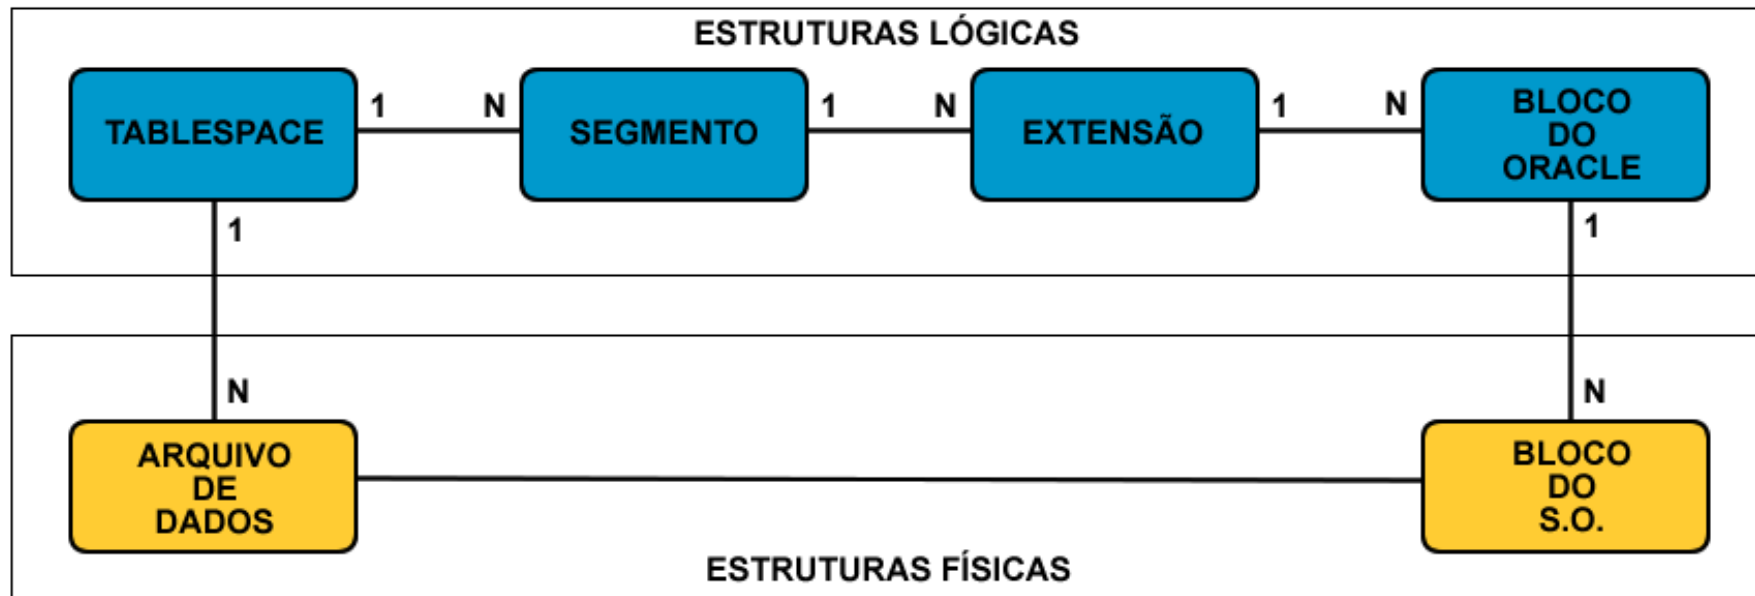 ESTRUTURAS LÓGICAS
TABLESPACE
1
N
SEGMENTO
1
N
EXTENSÃO
1
N
BLOCO
DO
ORACLE
1
1
N
N
ARQUIVO
DE
DADOS
BLOCO
DO
S.O.
ESTRUTURAS FÍSICAS